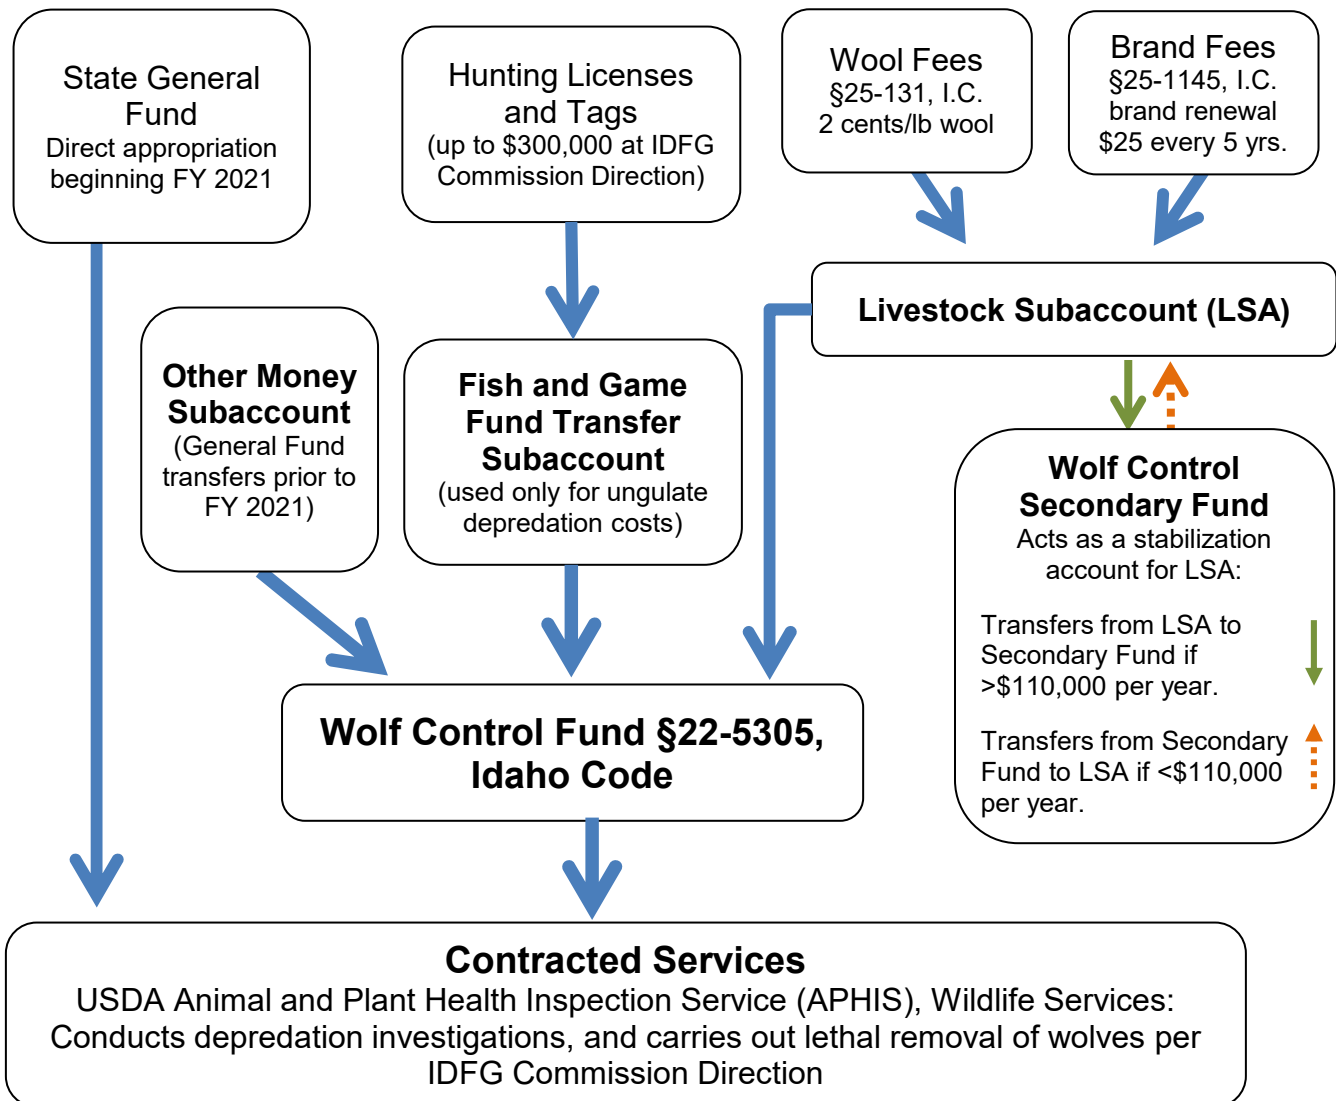 State General
Fund
Direct appropriation
beginning FY 2021
Hunting Licenses
and Tags
(up to $300,000 at IDFG
Commission Direction)
Wool Fees
§25-131, I.C.
2 cents/lb wool
Brand Fees
§25-1145, I.C.
brand renewal
$25 every 5 yrs.
Livestock Subaccount (LSA)
Other Money
Subaccount
(General Fund
transfers prior to
FY 2021)
Fish and Game
Fund Transfer
Subaccount
(used only for ungulate
depredation costs)
Wolf Control
Secondary Fund
Acts as a stabilization
account for LSA:
Transfers from LSA to
Secondary Fund if
>$110,000 per year.
Transfers from Secondary
Fund to LSA if <$110,000
per year.
Wolf Control Fund §22-5305,
Idaho Code
Contracted Services
USDA Animal and Plant Health Inspection Service (APHIS), Wildlife Services:
Conducts depredation investigations, and carries out lethal removal of wolves per
IDFG Commission Direction